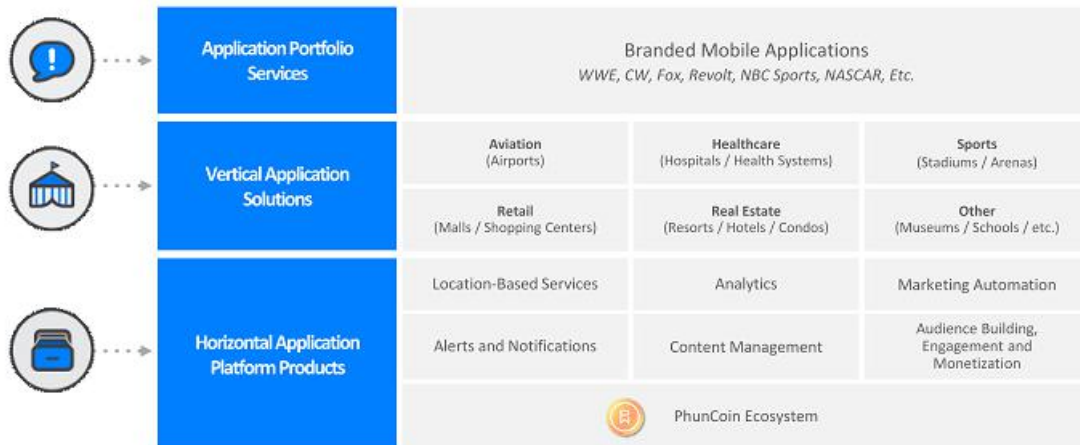 Application Portfolio
Services
Branded Mobile Applications
WWE, CW, Fox, Revolt, NBC Sports, NASCAR, Etc.
Vertical Application
Solutions
Aviation
(Airports)
Healthcare
(Hospitals / Health Systems)
Sports
(Stadiums / Arenas)
Retail
(Malls / Shopping Centers)
Real Estate
(Resorts / Hotels / Condos)
Other
(Museums / Schools / etc.)
Horizontal Application
Platform Products
Location-Based Services
Analytics
Marketing Automation
Alerts and Notifications
Content Management
Audience Building,
Engagement and
Monetization
PhunCoin Ecosystem